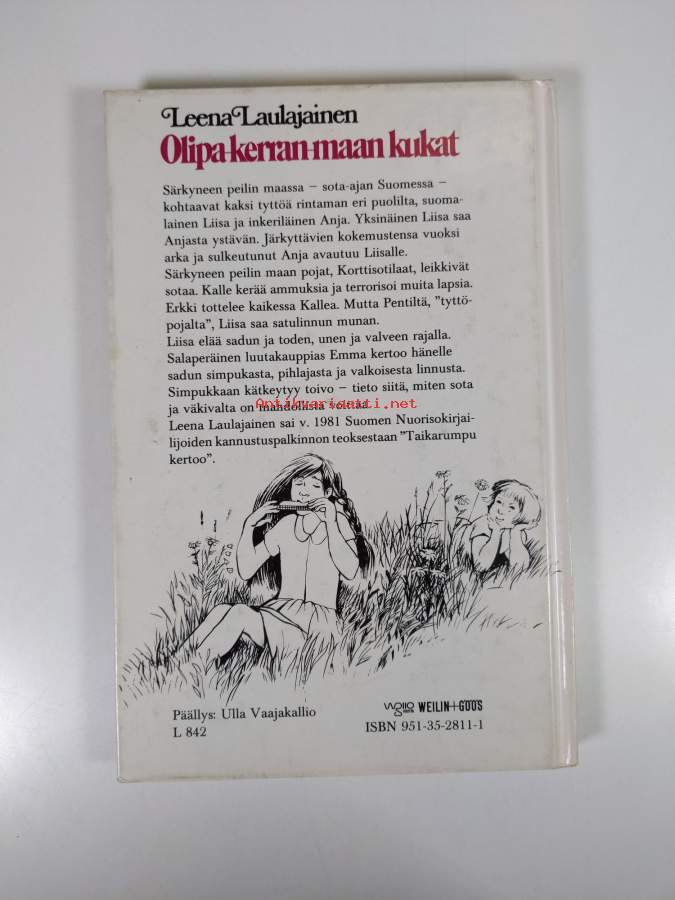 Leena Laulajainen
Olipa-kerran-maan kukat
Särkyneen peilin maassa – sota-ajan Suomessa –
kohtaavat kaksi tyttöä rintaman eri puolilta, suoma-
lainen Liisa ja inkeriläinen Anja. Yksinäinen Liisa saa
Anjasta ystävän. Järkyttävien kokemustensa vuoksi
arka ja sulkeutunut Anja avautuu Liisalle.
Särkyneen peilin maan pojat, Korttisotilaat, leikkivät
sotaa. Kalle kerää ammuksia ja terrorisoi muita lapsia.
Erkki tottelee kaikessa Kallea. Mutta Pentiltä, "tyttö-
pojalta", Liisa saa satulinnun munan.
Liisa elää sadun ja toden, unen ja valveen rajalla.
Salaperäinen luutakauppias Emma kertoo hänelle
sadun simpukasta, pihlajasta ja valkoisesta linnusta.
Simpukkaan kätkeytyy toivo – tieto siitä, miten sota
ja väkivalta on mahdollista voittaa.
Antikvariaatti.net
Leena Laulajainen sai v. 1981 Suomen Nuorisokirjai-
lijoiden kannustuspalkinnon teoksestaan "Taikarumpu
kertoo".
Päällys: Ulla Vaajakallio
WEILIN+GÖÖS
L 842
ISBN 951-35-2811-1